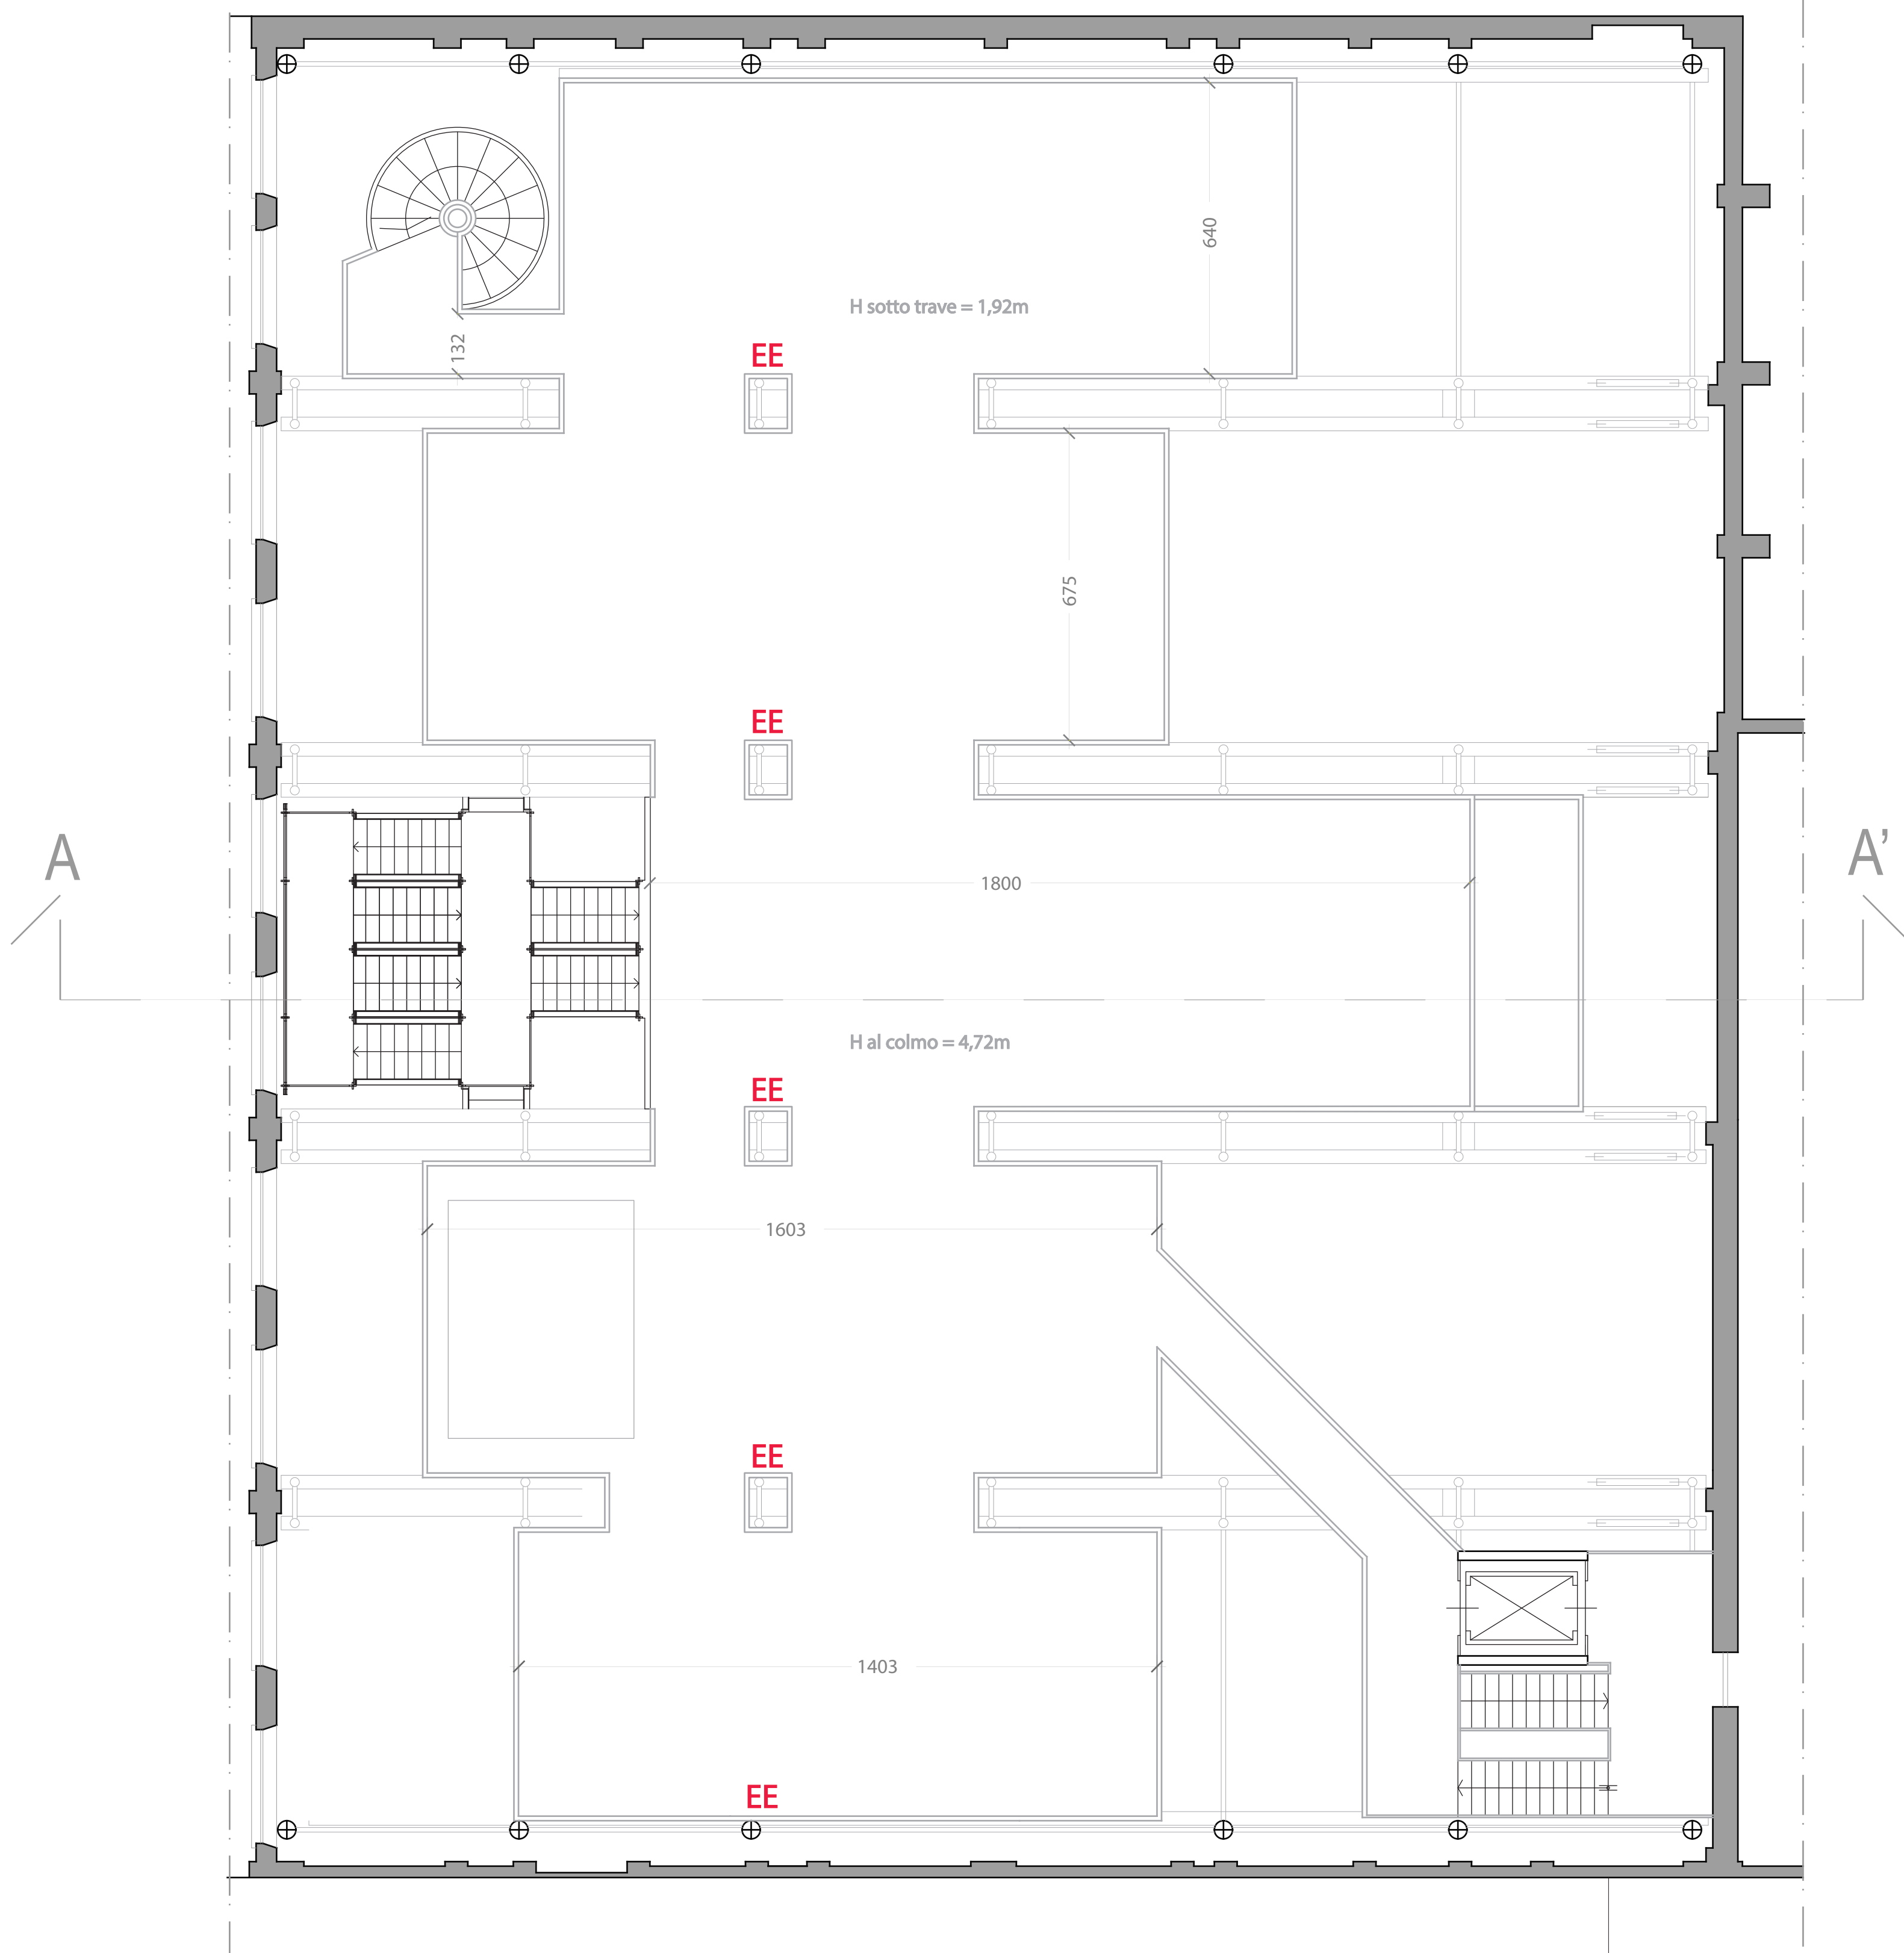 640
H sotto trave = 1,92m
132
EE
675
EE
A
A’
1800
H al colmo = 4,72m
EE
1603
EE
1403
EE